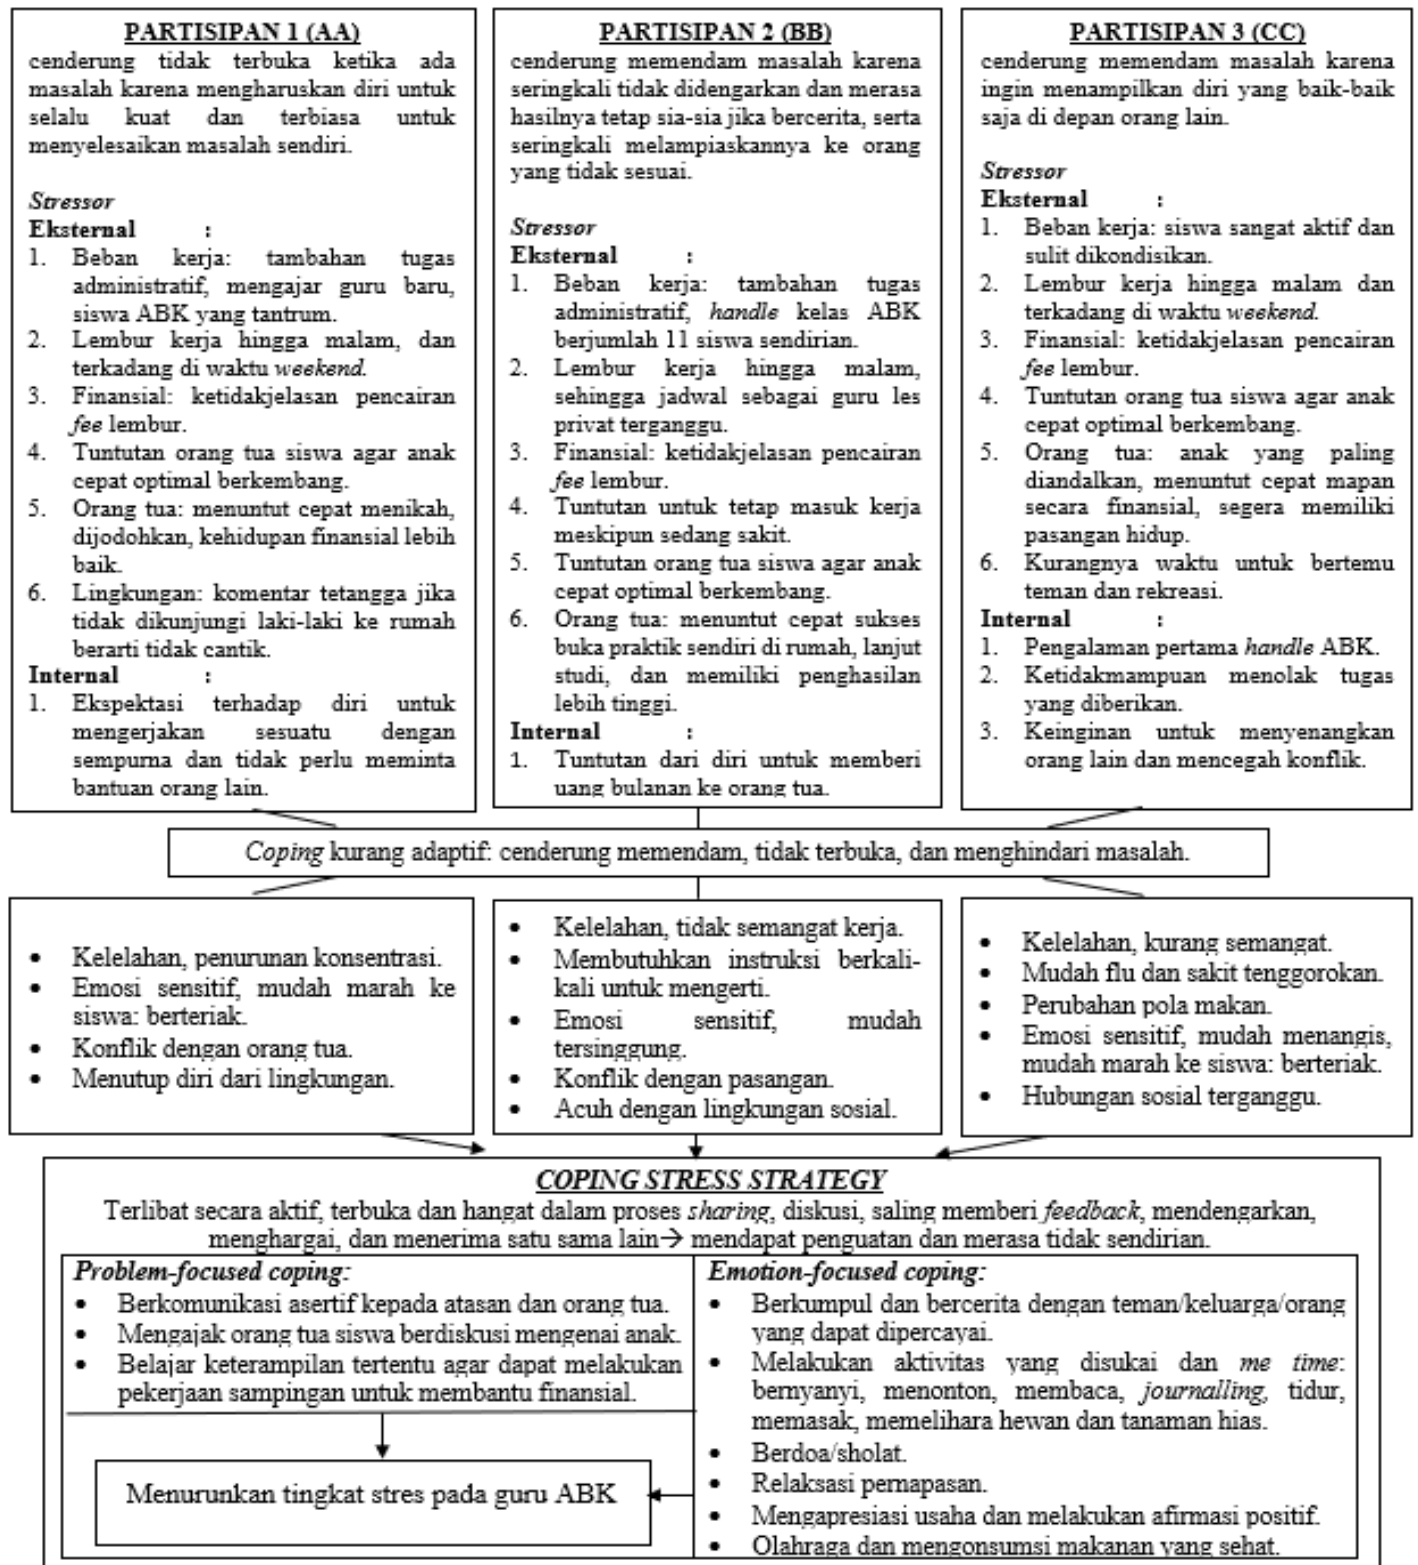 PARTISIPAN 1 (AA)
cenderung tidak terbuka ketika ada
masalah karena mengharuskan diri untuk
selalu kuat dan terbiasa untuk
menyelesaikan masalah sendiri.
Stressor
Eksternal :
1. Beban kerja: tambahan tugas
administratif, mengajar guru baru,
siswa ABK yang tantrum.
2. Lembur kerja hingga malam, dan
terkadang di waktu weekend.
3. Finansial: ketidakjelasan pencairan
fee lembur.
4. Tuntutan orang tua siswa agar anak
cepat optimal berkembang.
5. Orang tua: menuntut cepat menikah,
dijodohkan, kehidupan finansial lebih
baik.
6. Lingkungan: komentar tetangga jika
tidak dikunjungi laki-laki ke rumah
berarti tidak cantik.
Internal :
1. Ekspektasi terhadap diri untuk
mengerjakan sesuatu dengan
sempurna dan tidak perlu meminta
bantuan orang lain.
PARTISIPAN 2 (BB)
cenderung memendam masalah karena
seringkali tidak didengarkan dan merasa
hasilnya tetap sia-sia jika bercerita, serta
seringkali melampiaskannya ke orang
yang tidak sesuai.
Stressor
Eksternal :
1. Beban kerja: tambahan tugas
administratif, handle kelas ABK
berjumlah 11 siswa sendirian.
2. Lembur kerja hingga malam,
sehingga jadwal sebagai guru les
privat terganggu.
3. Finansial: ketidakjelasan pencairan
fee lembur.
4. Tuntutan untuk tetap masuk kerja
meskipun sedang sakit.
5. Tuntutan orang tua siswa agar anak
cepat optimal berkembang.
6. Orang tua: menuntut cepat sukses
buka praktik sendiri di rumah, lanjut
studi, dan memiliki penghasilan
lebih tinggi.
Internal :
1. Tuntutan dari diri untuk memberi
uang bulanan ke orang tua.
PARTISIPAN 3 (CC)
cenderung memendam masalah karena
ingin menampilkan diri yang baik-baik
saja di depan orang lain.
Stressor
Eksternal :
1. Beban kerja: siswa sangat aktif dan
sulit dikondisikan.
2. Lembur kerja hingga malam dan
terkadang di waktu weekend.
3. Finansial: ketidakjelasan pencairan
fee lembur.
4. Tuntutan orang tua siswa agar anak
cepat optimal berkembang.
5. Orang tua: anak yang paling
diandalkan, menuntut cepat mapan
secara finansial, segera memiliki
pasangan hidup.
6. Kurangnya waktu untuk bertemu
teman dan rekreasi.
Internal :
1. Pengalaman pertama handle ABK.
2. Ketidakmampuan menolak tugas
yang diberikan.
3. Keinginan untuk menyenangkan
orang lain dan mencegah konflik.
Coping kurang adaptif: cenderung memendam, tidak terbuka, dan menghindari masalah.
• Kelelahan, penurunan konsentrasi.
• Emosi sensitif, mudah marah ke
siswa: berteriak.
• Konflik dengan orang tua.
• Menutup diri dari lingkungan.
• Kelelahan, tidak semangat kerja.
• Membutuhkan instruksi berkali-
kali untuk mengerti.
• Emosi sensitif, mudah
tersinggung.
• Konflik dengan pasangan.
• Acuh dengan lingkungan sosial.
• Kelelahan, kurang semangat.
• Mudah flu dan sakit tenggorokan.
• Perubahan pola makan.
• Emosi sensitif, mudah menangis,
mudah marah ke siswa: berteriak.
• Hubungan sosial terganggu.
COPING STRESS STRATEGY
Terlibat secara aktif, terbuka dan hangat dalam proses sharing, diskusi, saling memberi feedback, mendengarkan,
menghargai, dan menerima satu sama lain→ mendapat penguatan dan merasa tidak sendirian.
Problem-focused coping:
• Berkomunikasi asertif kepada atasan dan orang tua.
• Mengajak orang tua siswa berdiskusi mengenai anak.
• Belajar keterampilan tertentu agar dapat melakukan
pekerjaan sampingan untuk membantu finansial.
Menurunkan tingkat stres pada guru ABK
Emotion-focused coping:
• Berkumpul dan bercerita dengan teman/keluarga/orang
yang dapat dipercayai.
• Melakukan aktivitas yang disukai dan me time:
bernyanyi, menonton, membaca, journalling, tidur,
memasak, memelihara hewan dan tanaman hias.
• Berdoa/sholat.
• Relaksasi pernapasan.
• Mengapresiasi usaha dan melakukan afirmasi positif.
• Olahraga dan mengonsumsi makanan yang sehat.